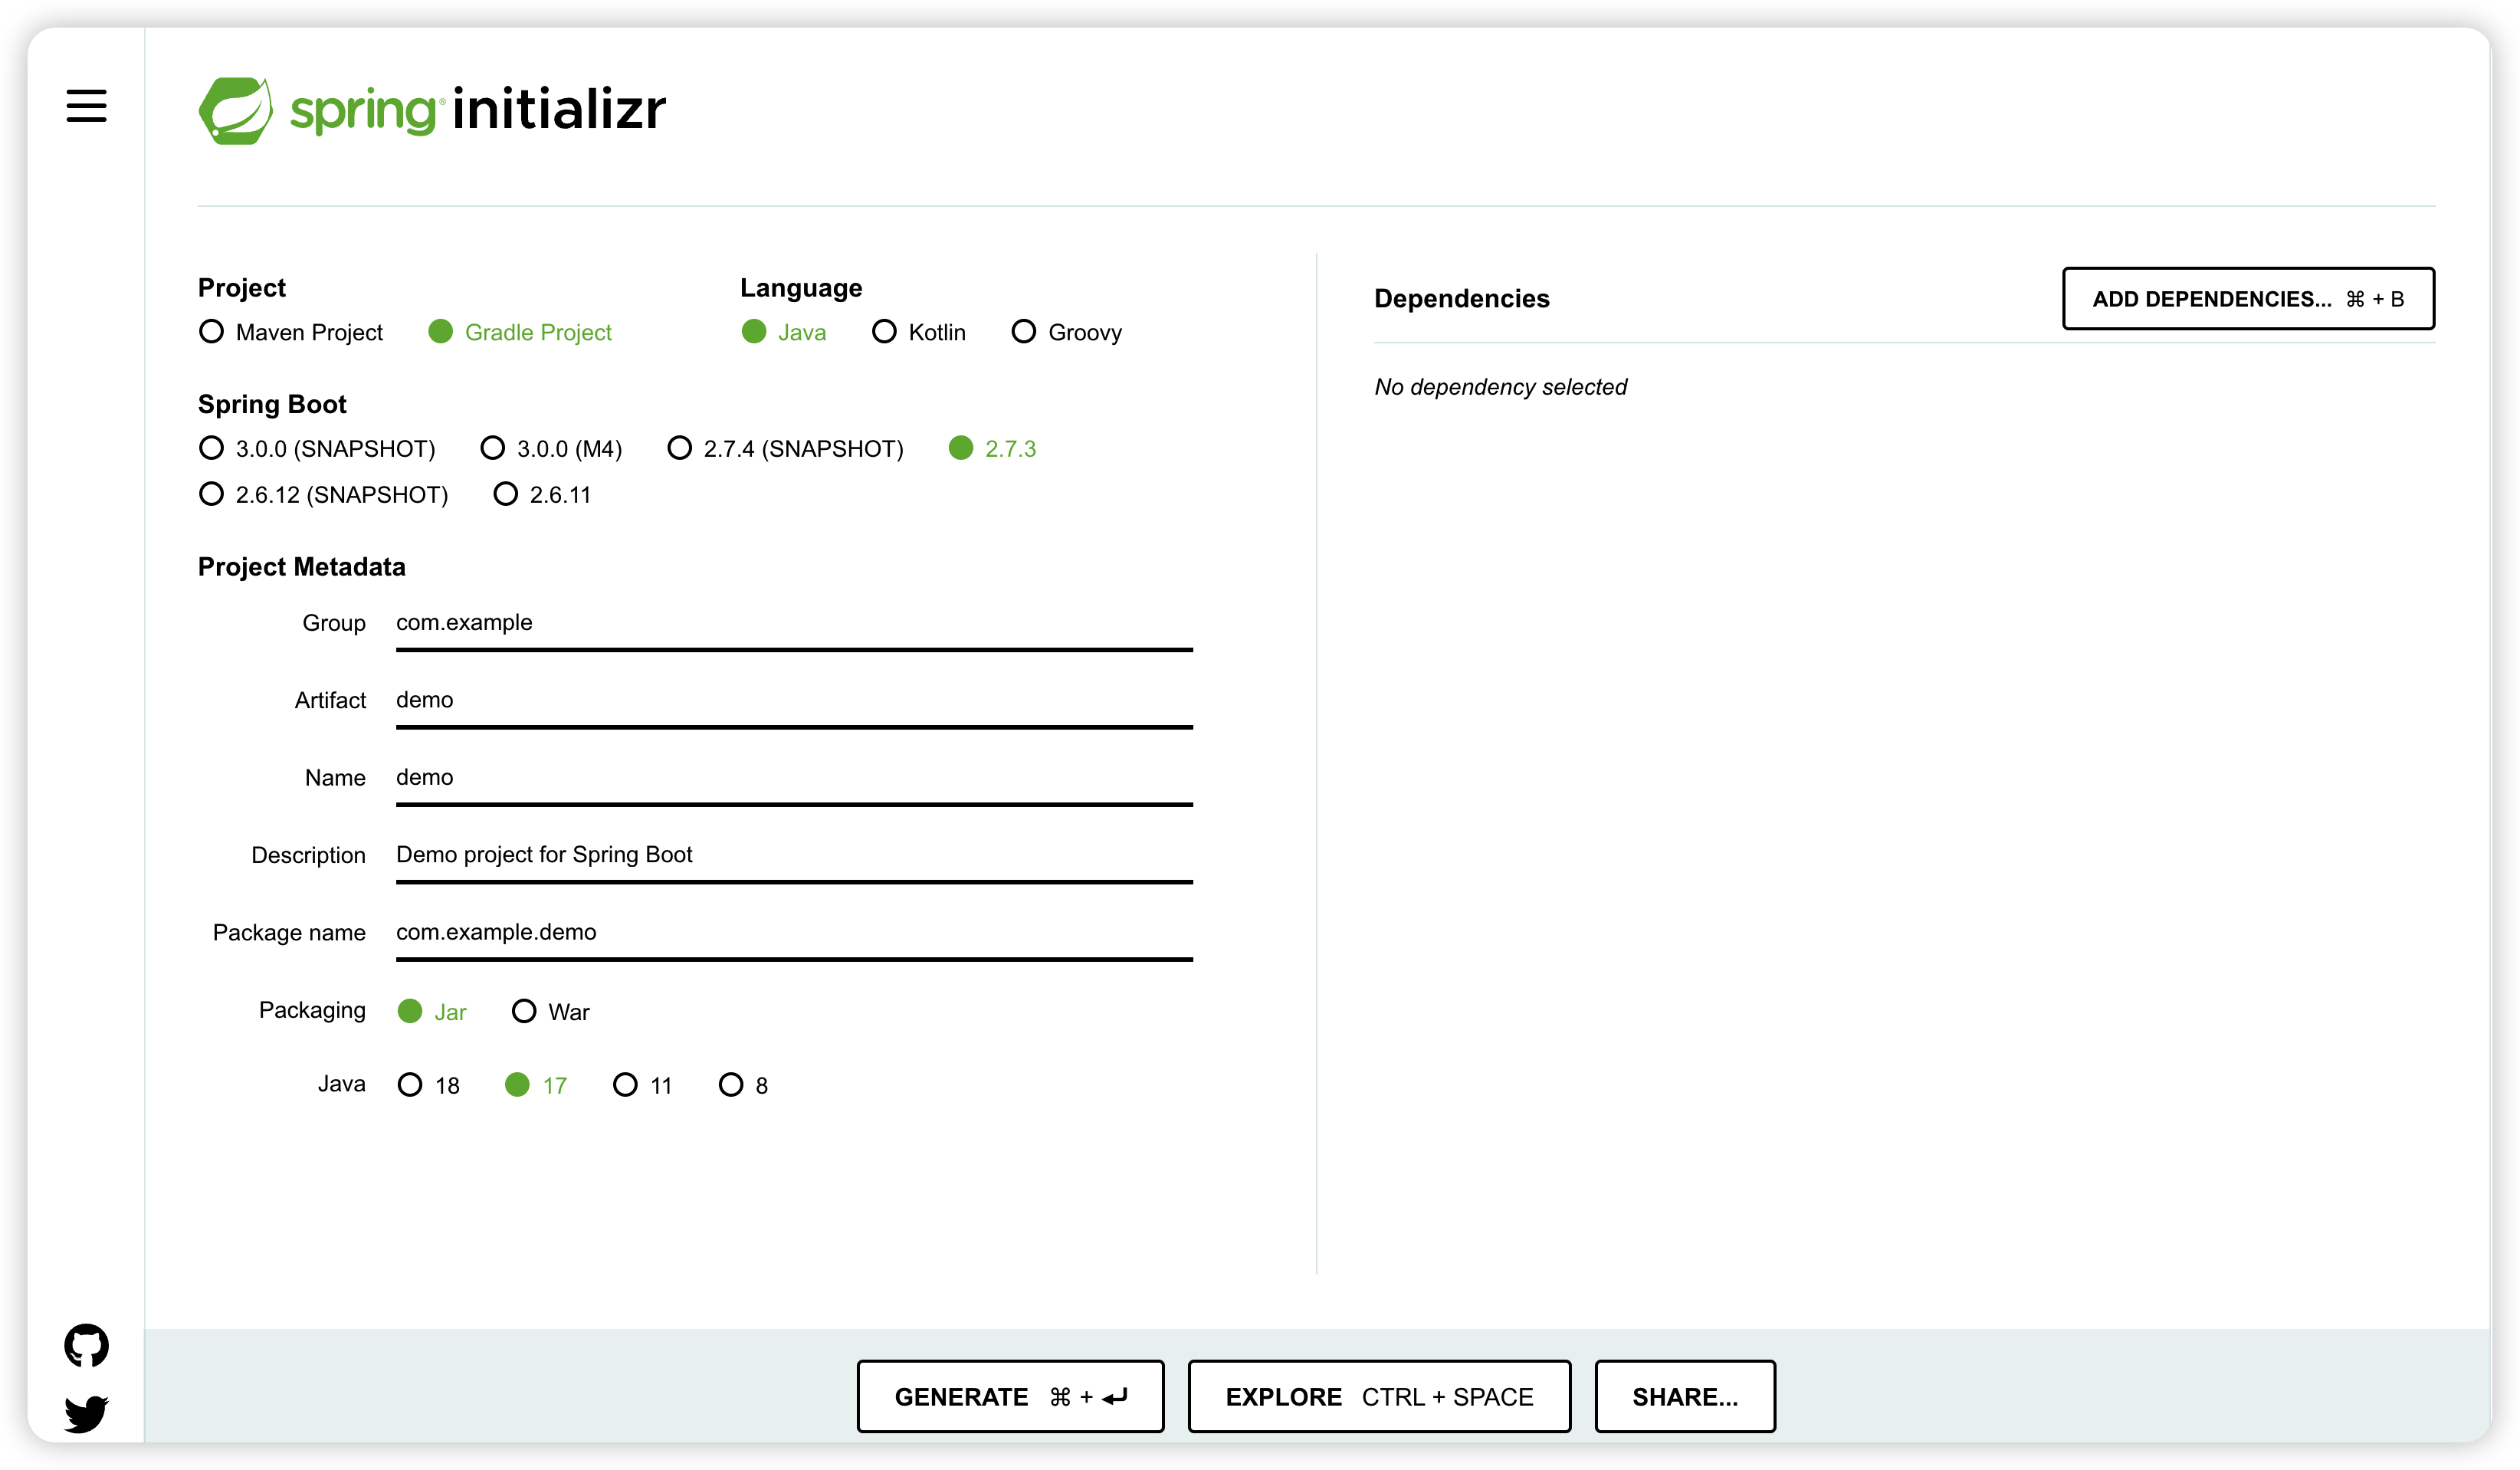 spring® initializr
Project
Maven Project Gradle Project
Language
Java Kotlin Groovy
Spring Boot
3.0.0 (SNAPSHOT) 3.0.0 (M4) 2.7.4 (SNAPSHOT) 2.7.3
2.6.12 (SNAPSHOT) 2.6.11
Project Metadata
Group com.example
Artifact demo
Name demo
Description Demo project for Spring Boot
Package name com.example.demo
Packaging Jar War
Java 18 17 11 8
Dependencies
ADD DEPENDENCIES... ⌘ + B
No dependency selected
GENERATE ⌘ + ⏎
EXPLORE CTRL + SPACE
SHARE...